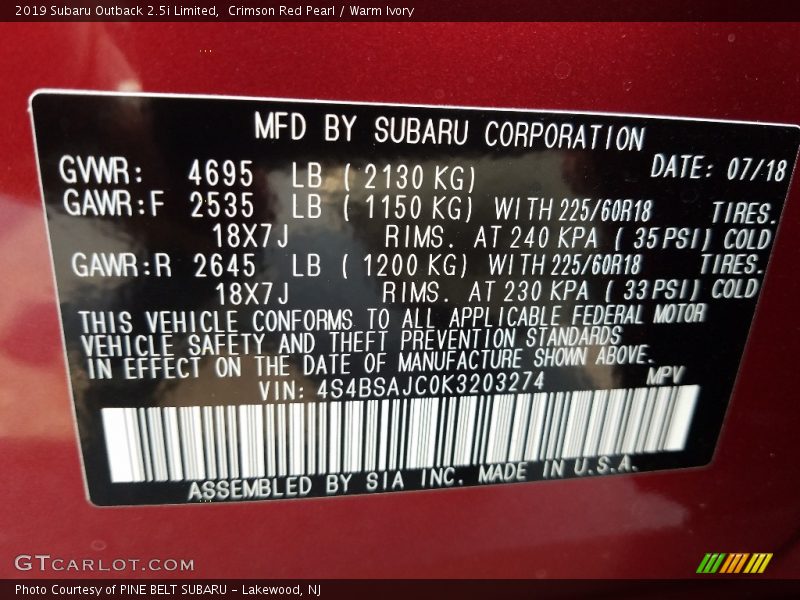 2019 Subaru Outback 2.5i Limited,  Crimson Red Pearl / Warm Ivory
MFD BY SUBARU CORPORATION
GVWR: 4695 LB ( 2130 KG) DATE: 07/18
GAWR:F 2535 LB ( 1150 KG) WITH 225/60R18 TIRES.
18X7J RIMS. AT 240 KPA ( 35 PSI) COLD
GAWR:R 2645 LB ( 1200 KG) WITH 225/60R18 TIRES.
18X7J RIMS. AT 230 KPA ( 33 PSI) COLD
THIS VEHICLE CONFORMS TO ALL APPLICABLE FEDERAL MOTOR
VEHICLE SAFETY AND THEFT PREVENTION STANDARDS
IN EFFECT ON THE DATE OF MANUFACTURE SHOWN ABOVE.
VIN: 4S4BSAJC0K3203274 MPV
ASSEMBLED BY SIA INC. MADE IN U.S.A.
GTCARLOT.COM
Photo Courtesy of PINE BELT SUBARU - Lakewood, NJ